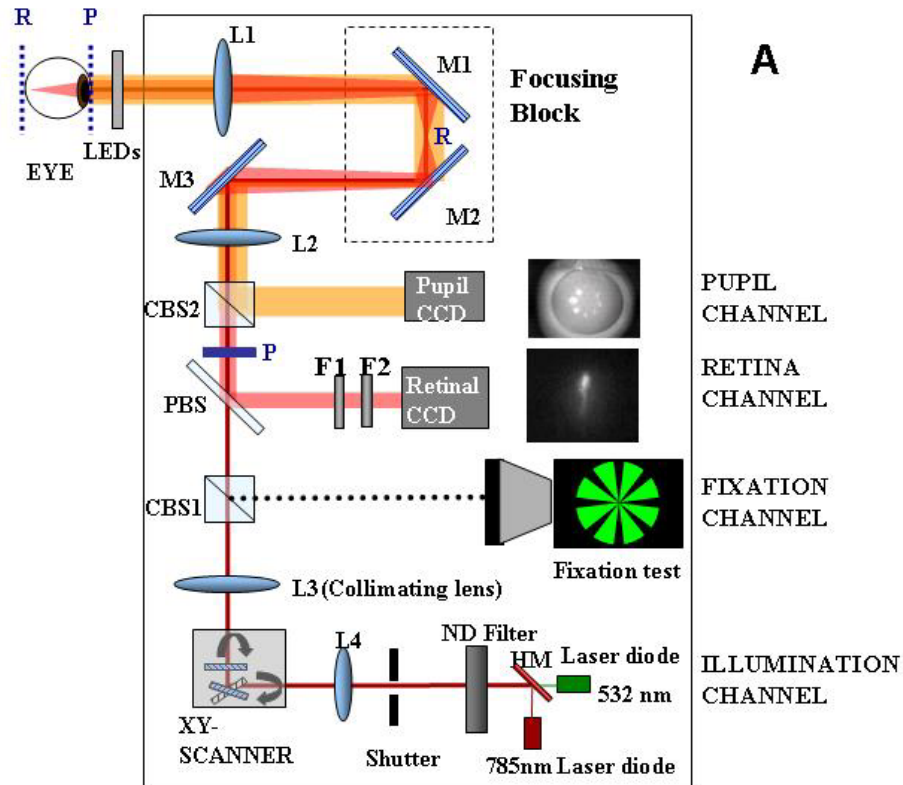 A
R
P
L1
M1
Focusing
Block
R
LEDs
EYE
M3
M2
L2
Pupil
CCD
CBS2
PUPIL
CHANNEL
P
F1
F2
Retinal
CCD
PBS
RETINA
CHANNEL
CBS1
FIXATION
CHANNEL
Fixation test
L3 (Collimating lens)
L4
ND Filter
HM
Laser diode
532 nm
ILLUMINATION
CHANNEL
XY-
SCANNER
Shutter
785nm Laser diode